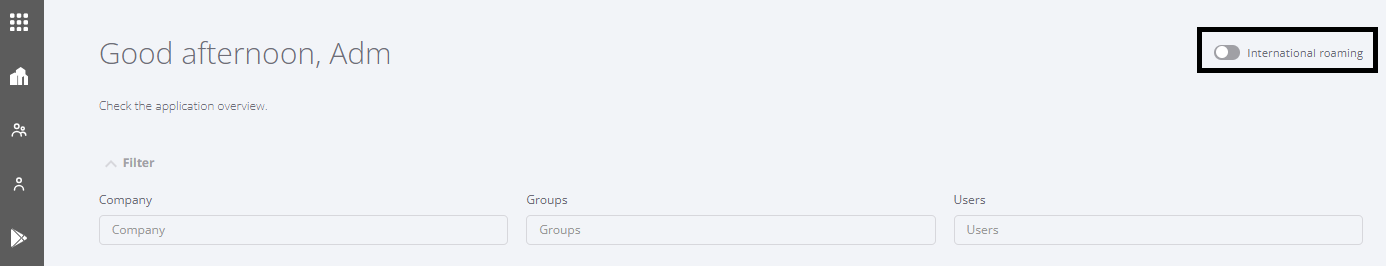 Good afternoon, Adm
International roaming
Check the application overview.
Filter
Company
Groups
Users
Company
Groups
Users